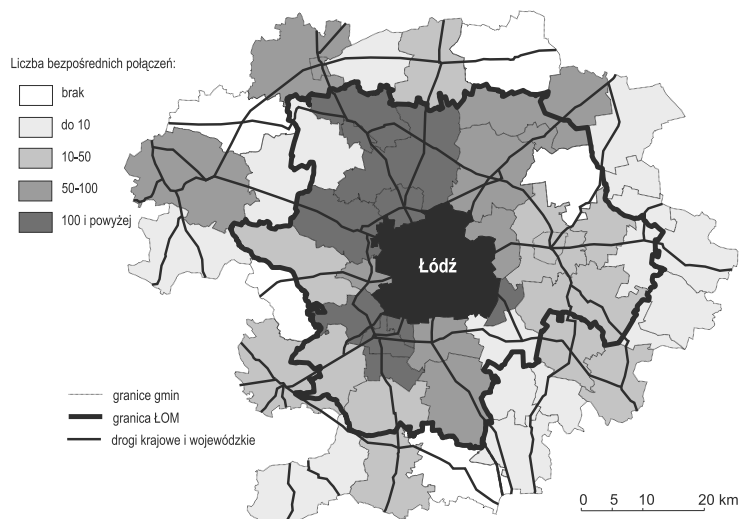 Liczba bezpośrednich połączeń:
brak
do 10
10-50
50-100
100 i powyżej
Łódź
granice gmin
granica ŁOM
drogi krajowe i wojewódzkie
0 5 10 20 km